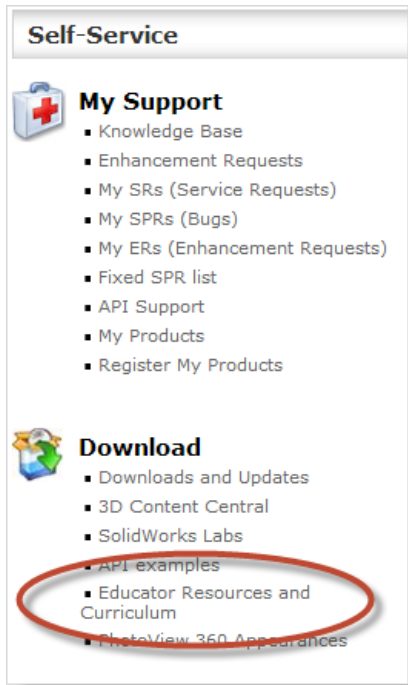 Self-Service
My Support
Knowledge Base
Enhancement Requests
My SRs (Service Requests)
My SPRs (Bugs)
My ERs (Enhancement Requests)
Fixed SPR list
API Support
My Products
Register My Products
Download
Downloads and Updates
3D Content Central
SolidWorks Labs
API examples
Educator Resources and
Curriculum
PhotoView 360 Appearances